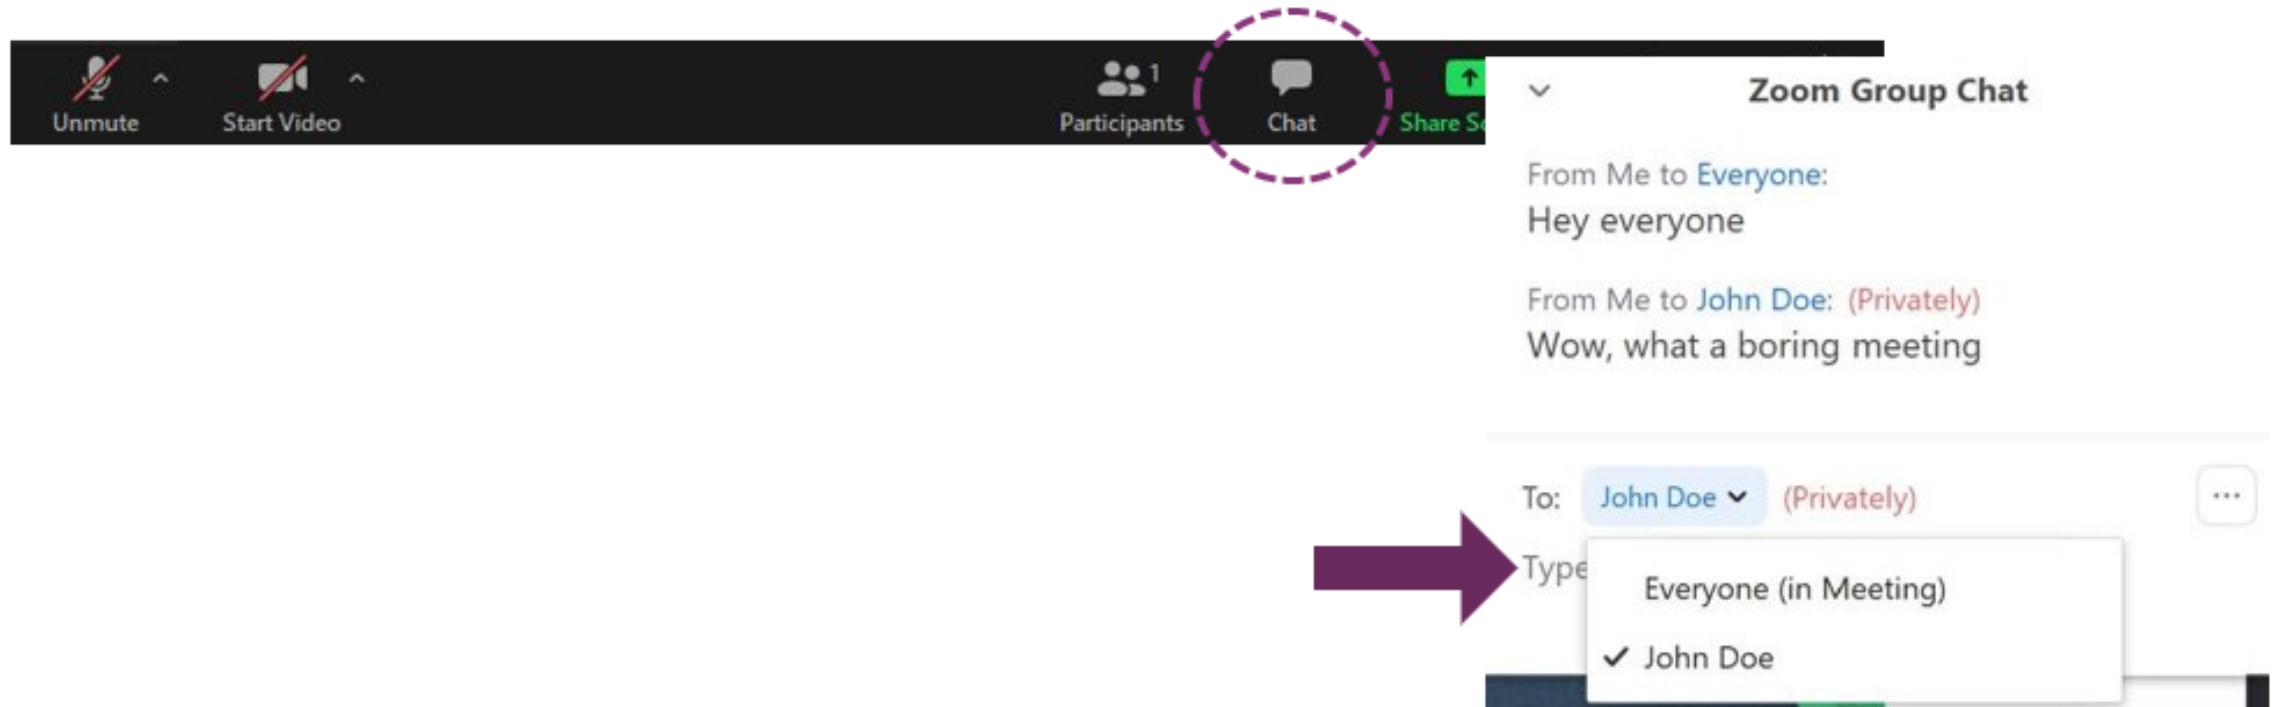 Unmute
Start Video
1
Participants
Chat
Share
Zoom Group Chat
From Me to Everyone:
Hey everyone
From Me to John Doe: (Privately)
Wow, what a boring meeting
To: John Doe (Privately)
Type
Everyone (in Meeting)
John Doe